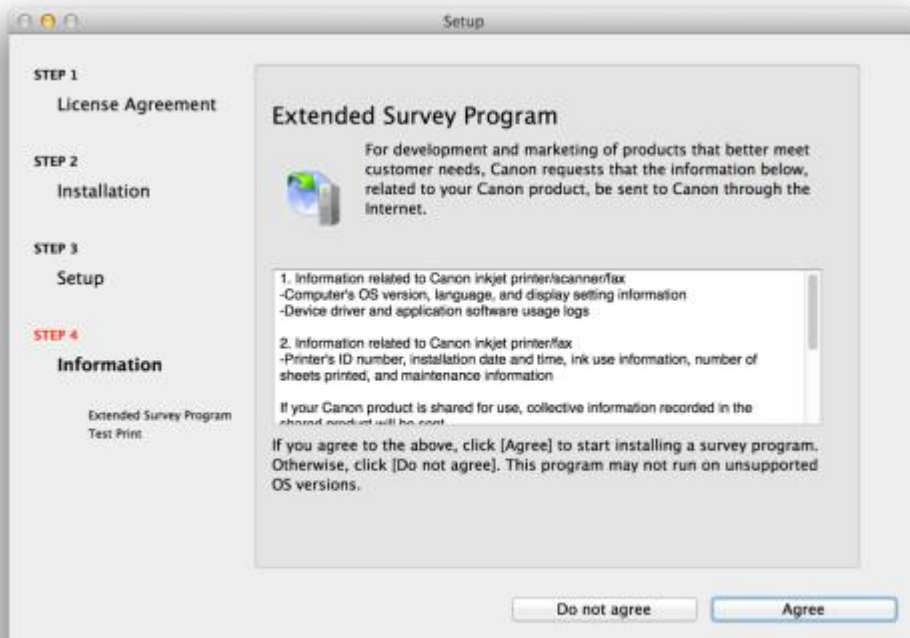 Setup
STEP 1
License Agreement
STEP 2
Installation
STEP 3
Setup
STEP 4
Information
Extended Survey Program
Test Print
Extended Survey Program
For development and marketing of products that better meet
customer needs, Canon requests that the information below,
related to your Canon product, be sent to Canon through the
Internet.
1. Information related to Canon inkjet printer/scanner/fax
-Computer's OS version, language, and display setting information
-Device driver and application software usage logs
2. Information related to Canon inkjet printer/fax
-Printer's ID number, installation date and time, ink use information, number of
sheets printed, and maintenance information
If your Canon product is shared for use, collective information recorded in the
shared product will be sent
If you agree to the above, click [Agree] to start installing a survey program.
Otherwise, click [Do not agree]. This program may not run on unsupported
OS versions.
Do not agree
Agree